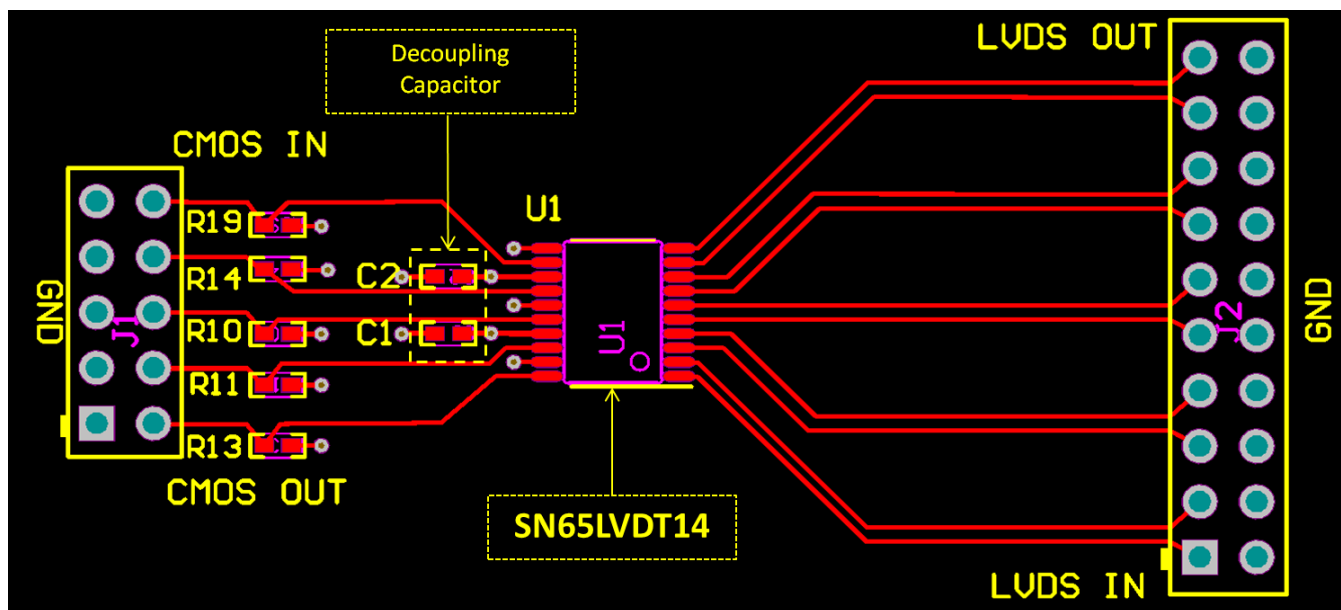 LVDS OUT
Decoupling
Capacitor
CMOS IN
U1
R19
R14
C2
GND
J1
R10
C1
U1
J2
GND
R11
R13
CMOS OUT
SN65LVDT14
LVDS IN